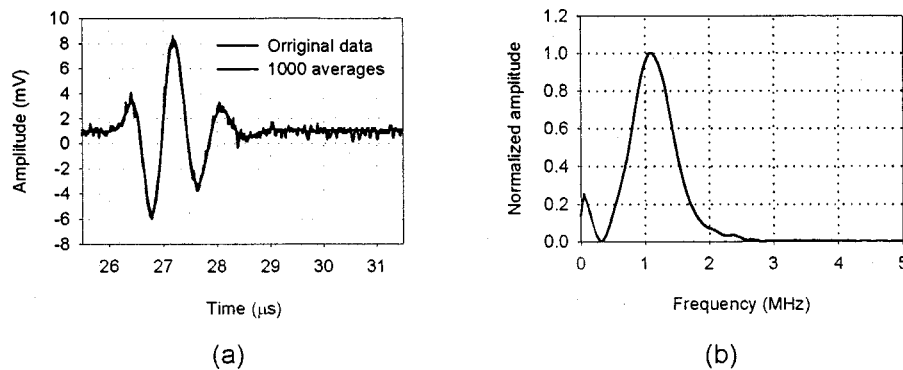 10
8
6
4
2
0
-2
-4
-6
-8
Amplitude (mV)
Orriginal data
1000 averages
26 27 28 29 30 31
Time (μs)
(a)
1.0
0.8
0.6
0.4
0.2
0.0
Normalized amplitude
0 1 2 3 4 5
Frequency (MHz)
(b)